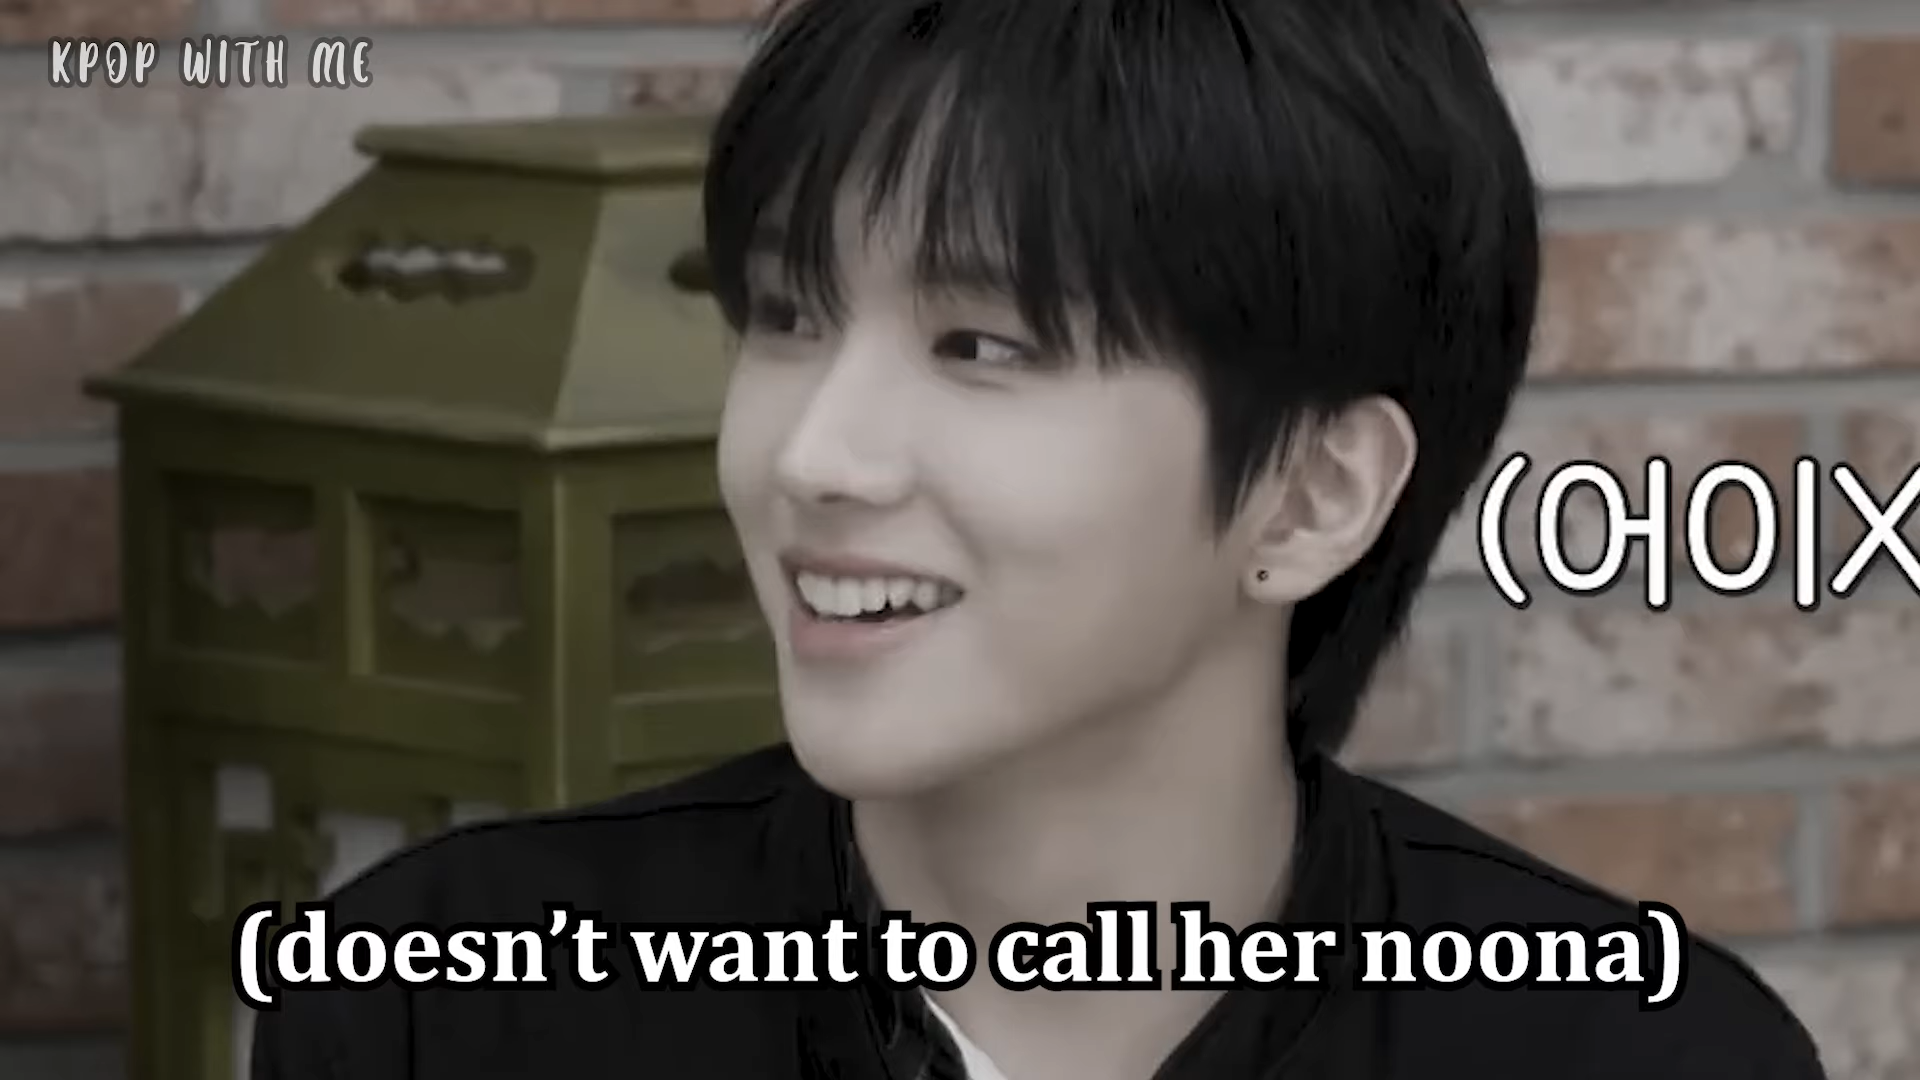 KPOP WITH ME
(어이
(doesn't want to call her noona)